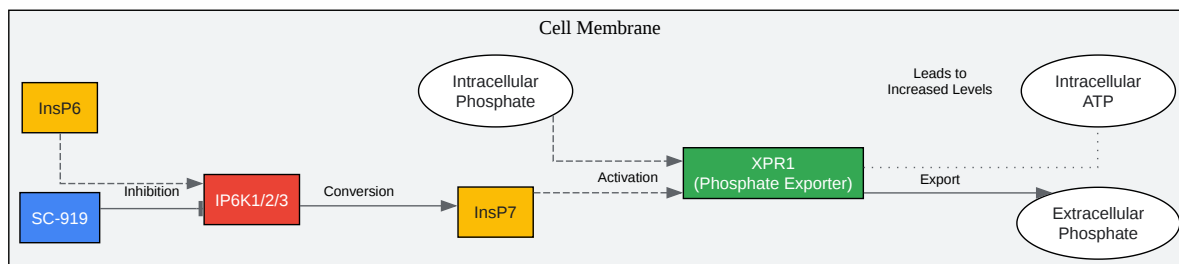 Cell Membrane
InsP6
Intracellular
Phosphate
Leads to
Increased Levels
Intracellular
ATP
Inhibition
SC-919
IP6K1/2/3
Conversion
InsP7
Activation
XPR1
(Phosphate Exporter)
Export
Extracellular
Phosphate